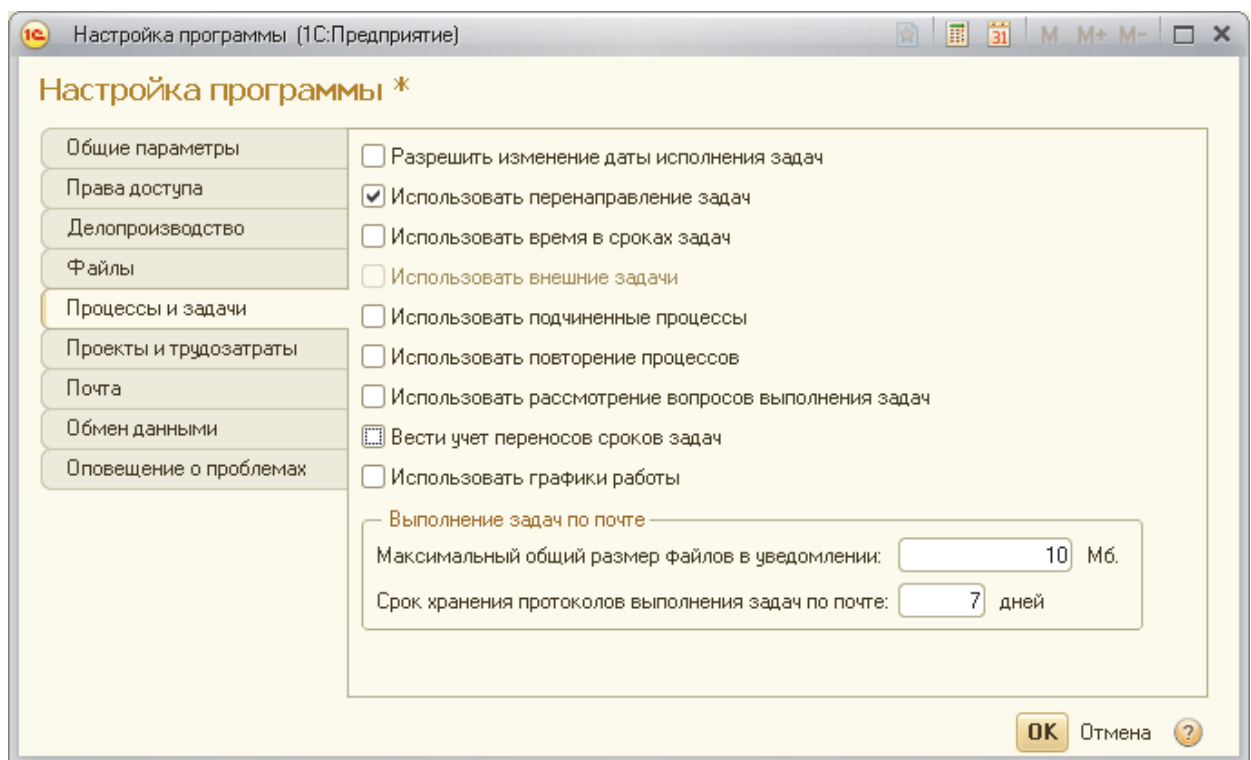 1С Настройка программы (1С:Предприятие) 31 M M+ M-
Настройка программы *
Общие параметры
Права доступа
Делопроизводство
Файлы
Процессы и задачи
Проекты и трудозатраты
Почта
Обмен данными
Оповещение о проблемах
Разрешить изменение даты исполнения задач
Использовать перенаправление задач
Использовать время в сроках задач
Использовать внешние задачи
Использовать подчиненные процессы
Использовать повторение процессов
Использовать рассмотрение вопросов выполнения задач
Вести учет переносов сроков задач
Использовать графики работы
Выполнение задач по почте
Максимальный общий размер файлов в уведомлении: 10 Мб.
Срок хранения протоколов выполнения задач по почте: 7 дней
ОК Отмена ?